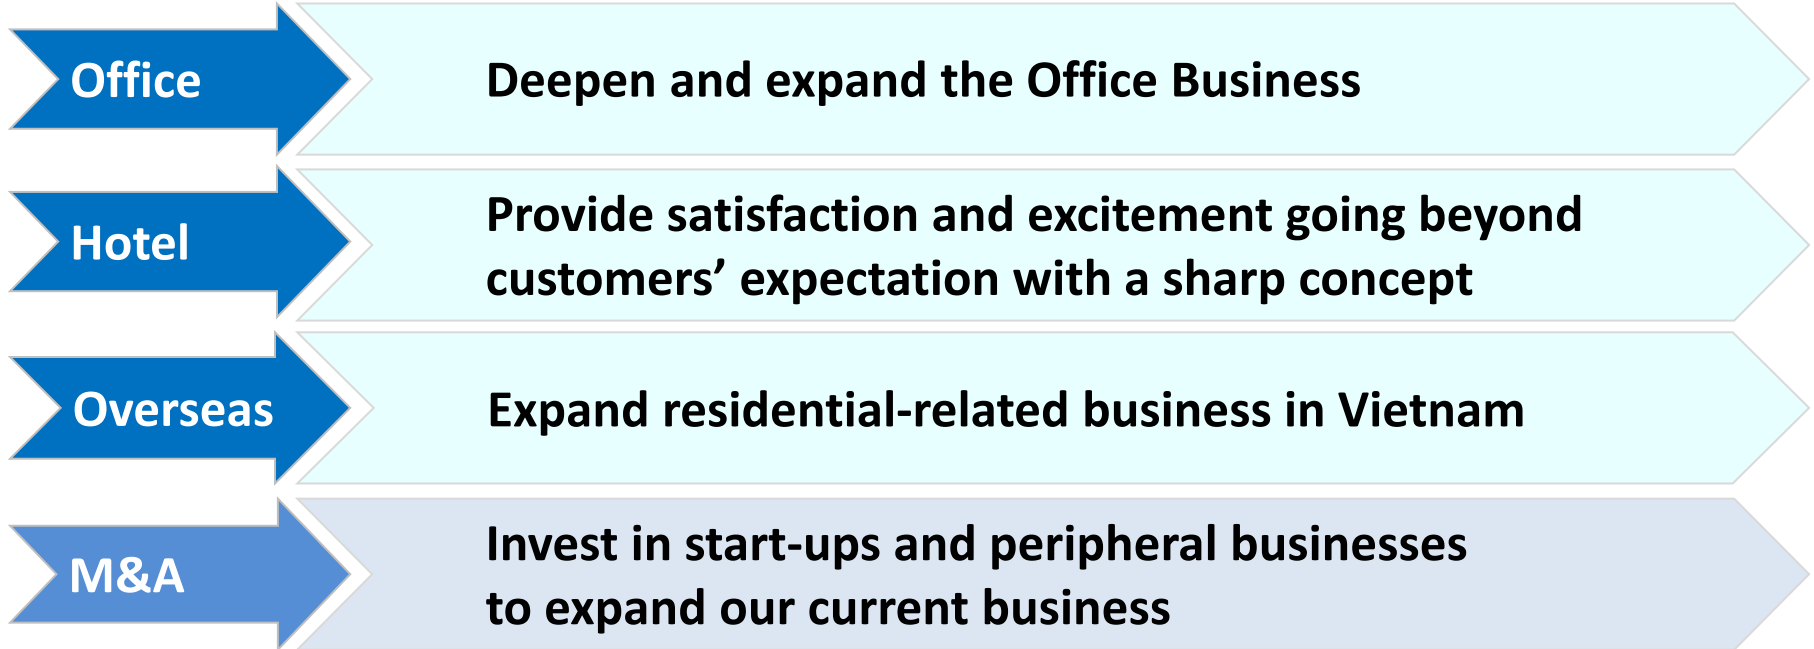 Office
Deepen and expand the Office Business
Hotel
Provide satisfaction and excitement going beyond
customers’ expectation with a sharp concept
Overseas
Expand residential-related business in Vietnam
M&A
Invest in start-ups and peripheral businesses
to expand our current business